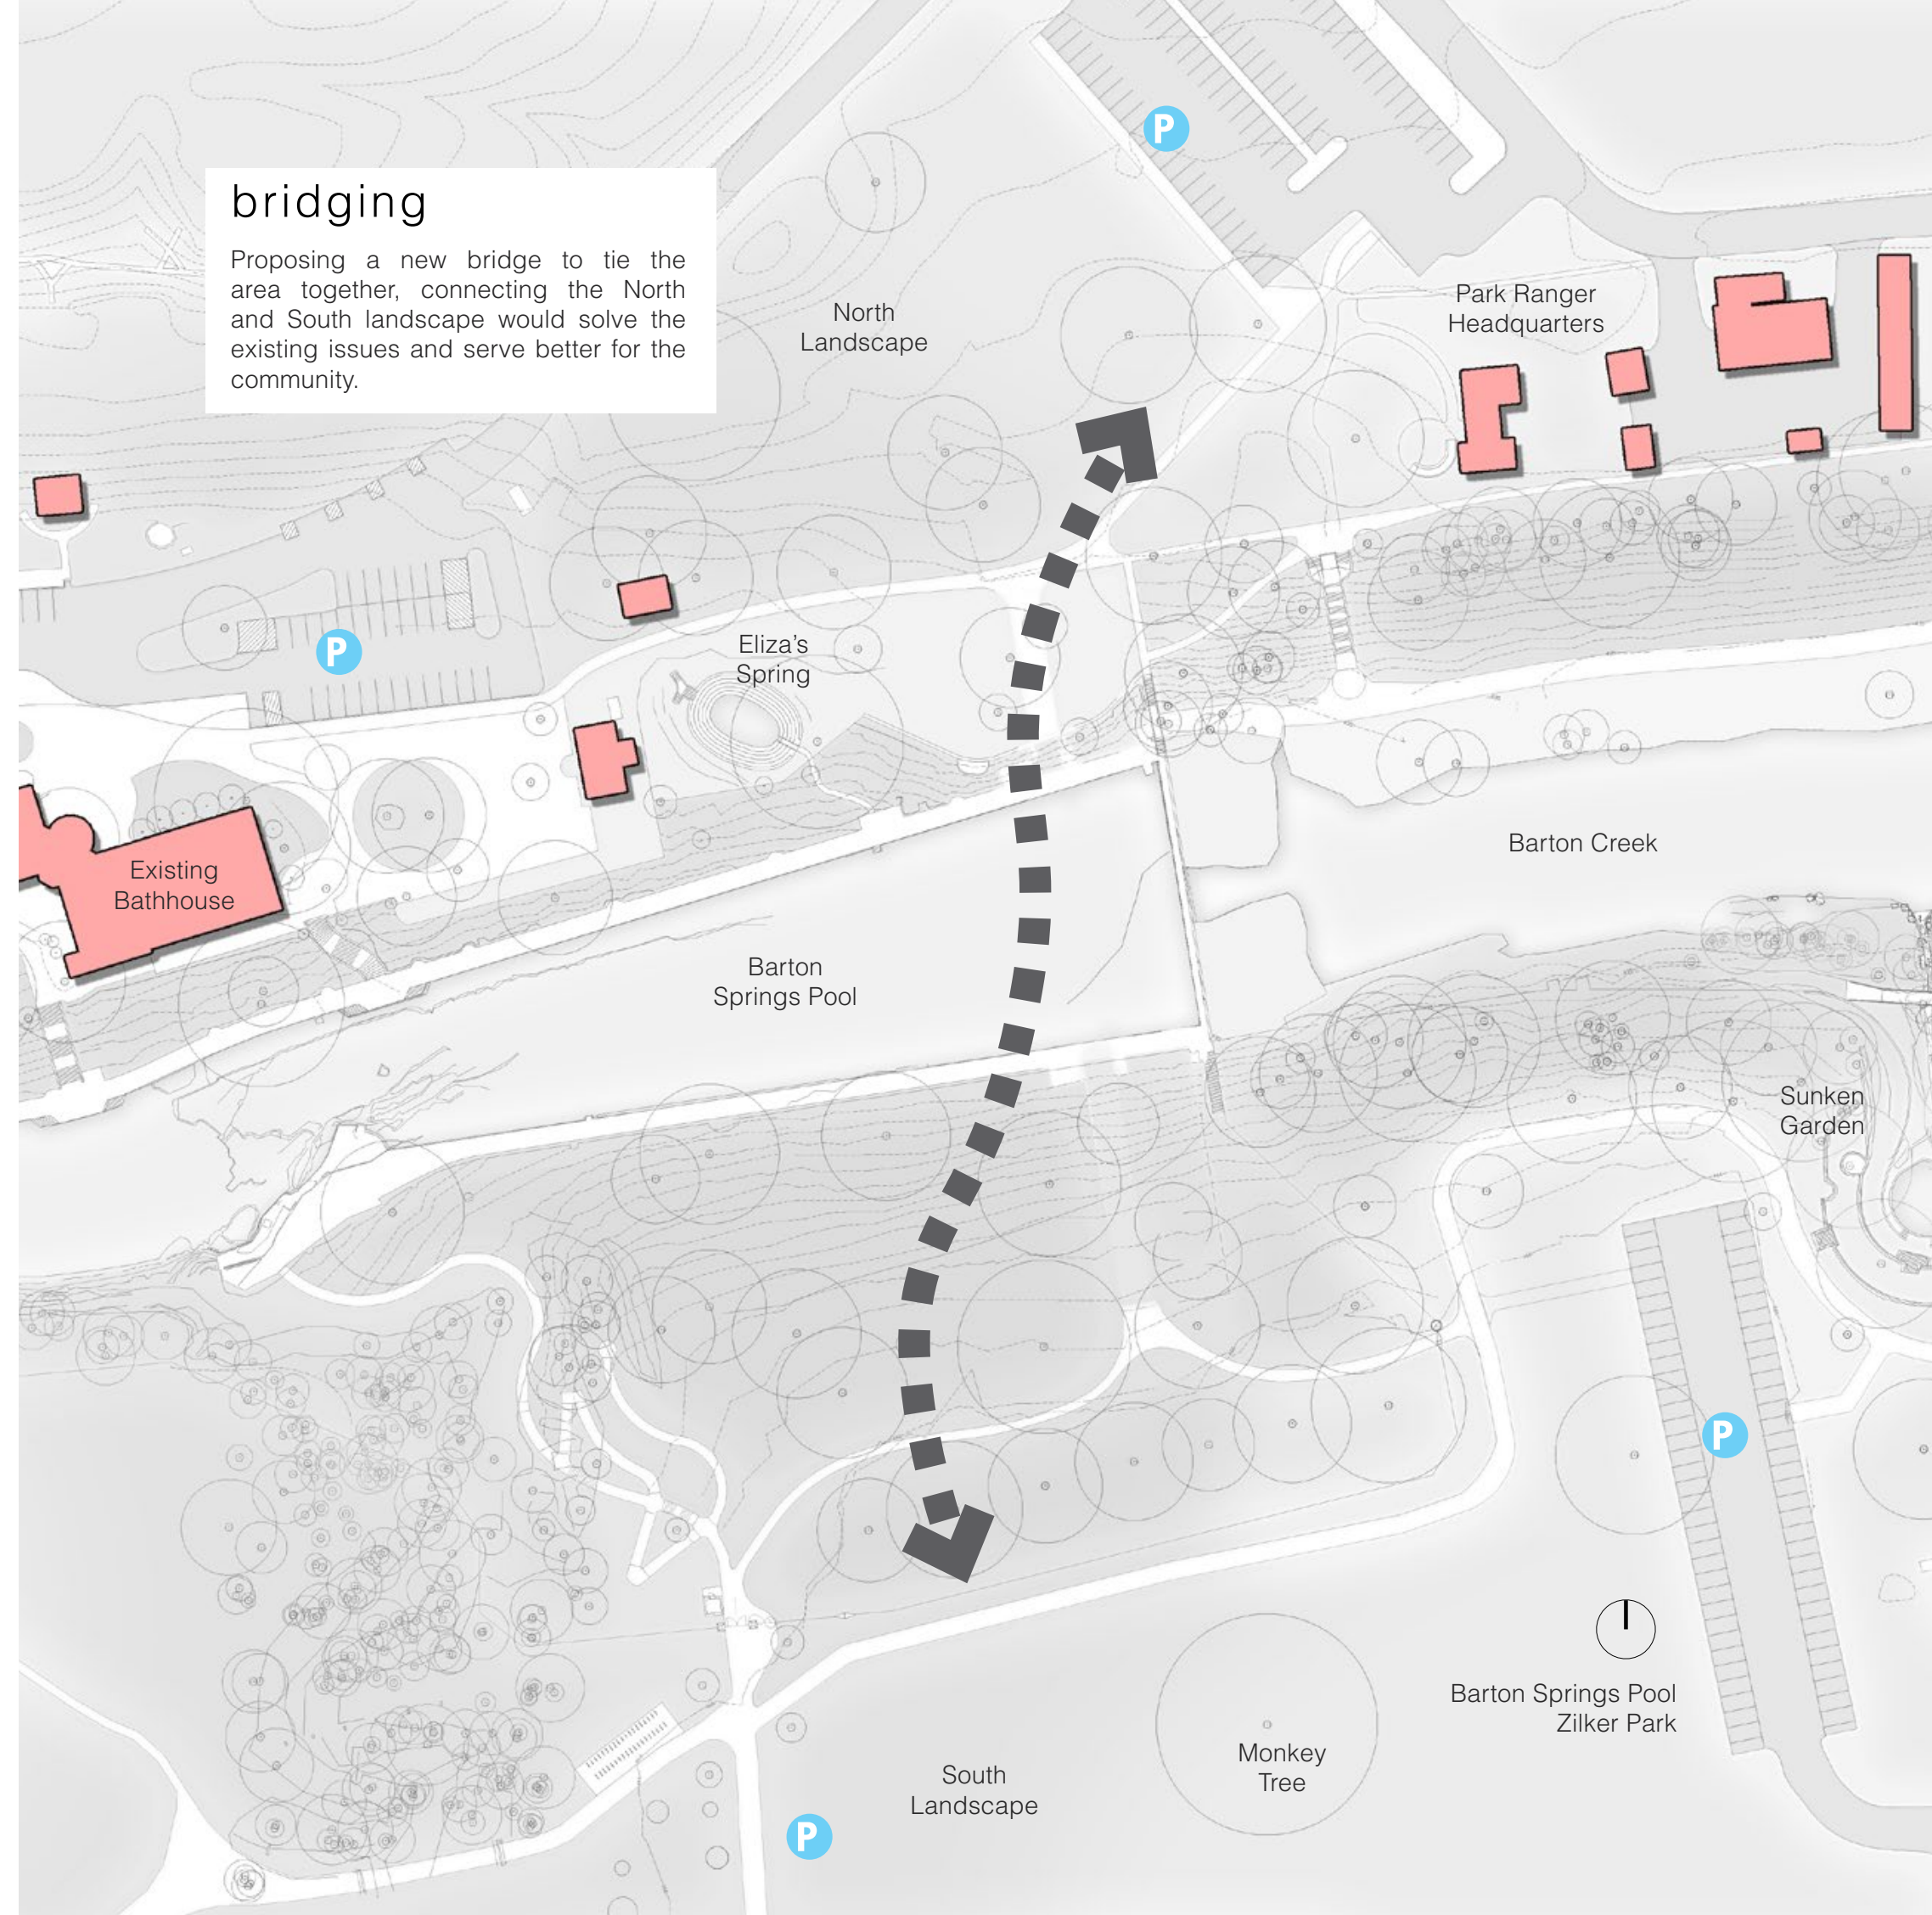 bridging
Proposing a new bridge to tie the
area together, connecting the North
and South landscape would solve the
existing issues and serve better for the
community.
P
North
Landscape
Park Ranger
Headquarters
Eliza’s
Spring
P
Existing
Bathhouse
Barton Creek
Barton
Springs Pool
Sunken
Garden
P
Barton Springs Pool
Zilker Park
Monkey
Tree
South
Landscape
P